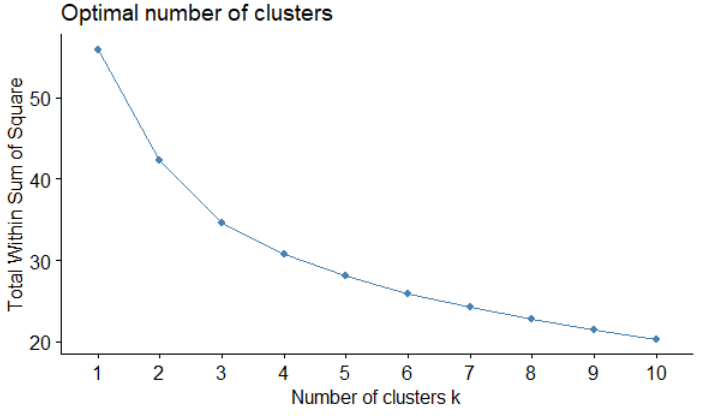 Optimal number of clusters
Total Within Sum of Square
50
40
30
20
1 2 3 4 5 6 7 8 9 10
Number of clusters k